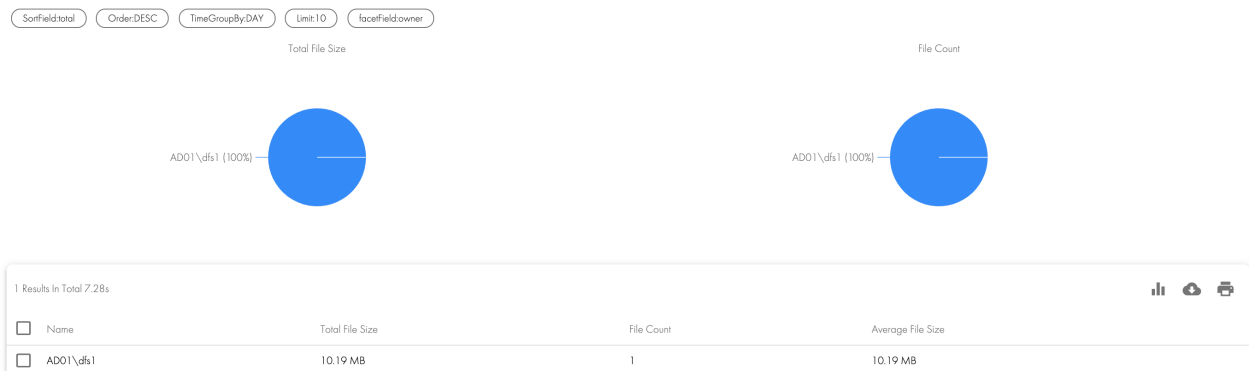 SortField:total Order:DESC TimeGroupBy:DAY Limit:10 facetField:owner
Total File Size File Count
AD01\dfs1 (100%) AD01\dfs1 (100%)
1 Results In Total 7.28s
Name Total File Size File Count Average File Size
AD01\dfs1 10.19 MB 1 10.19 MB